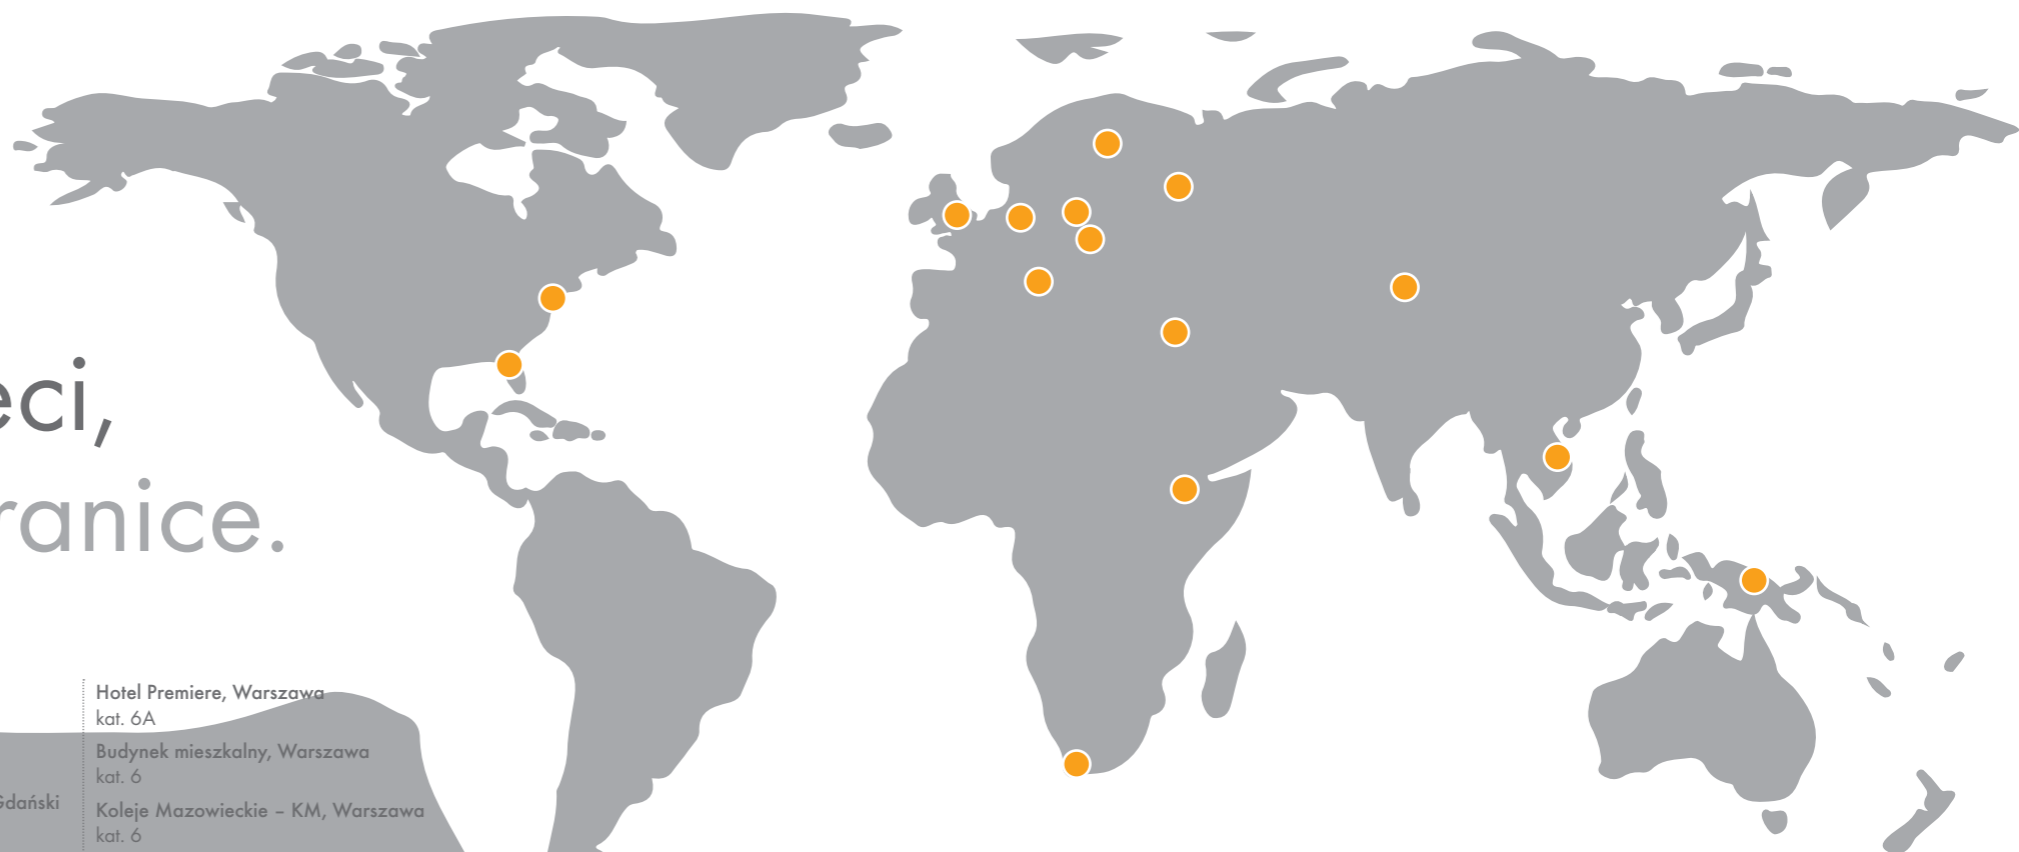 eci,
ranice.
Gdański
Hotel Premiere, Warszawa
kat. 6A
Budynek mieszkalny, Warszawa
kat. 6
Koleje Mazowieckie – KM, Warszawa
kat. 6